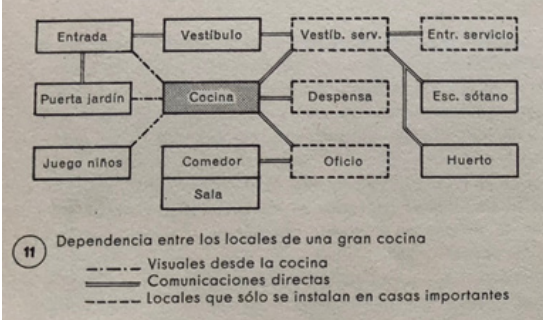 Entrada Vestíbulo Vestíb. serv. Entr. servicio
Puerta jardín Cocina Despensa Esc. sótano
Juego niños Comedor Oficio Huerto
Sala
11 Dependencia entre los locales de una gran cocina
Visuales desde la cocina
Comunicaciones directas
Locales que sólo se instalan en casas importantes